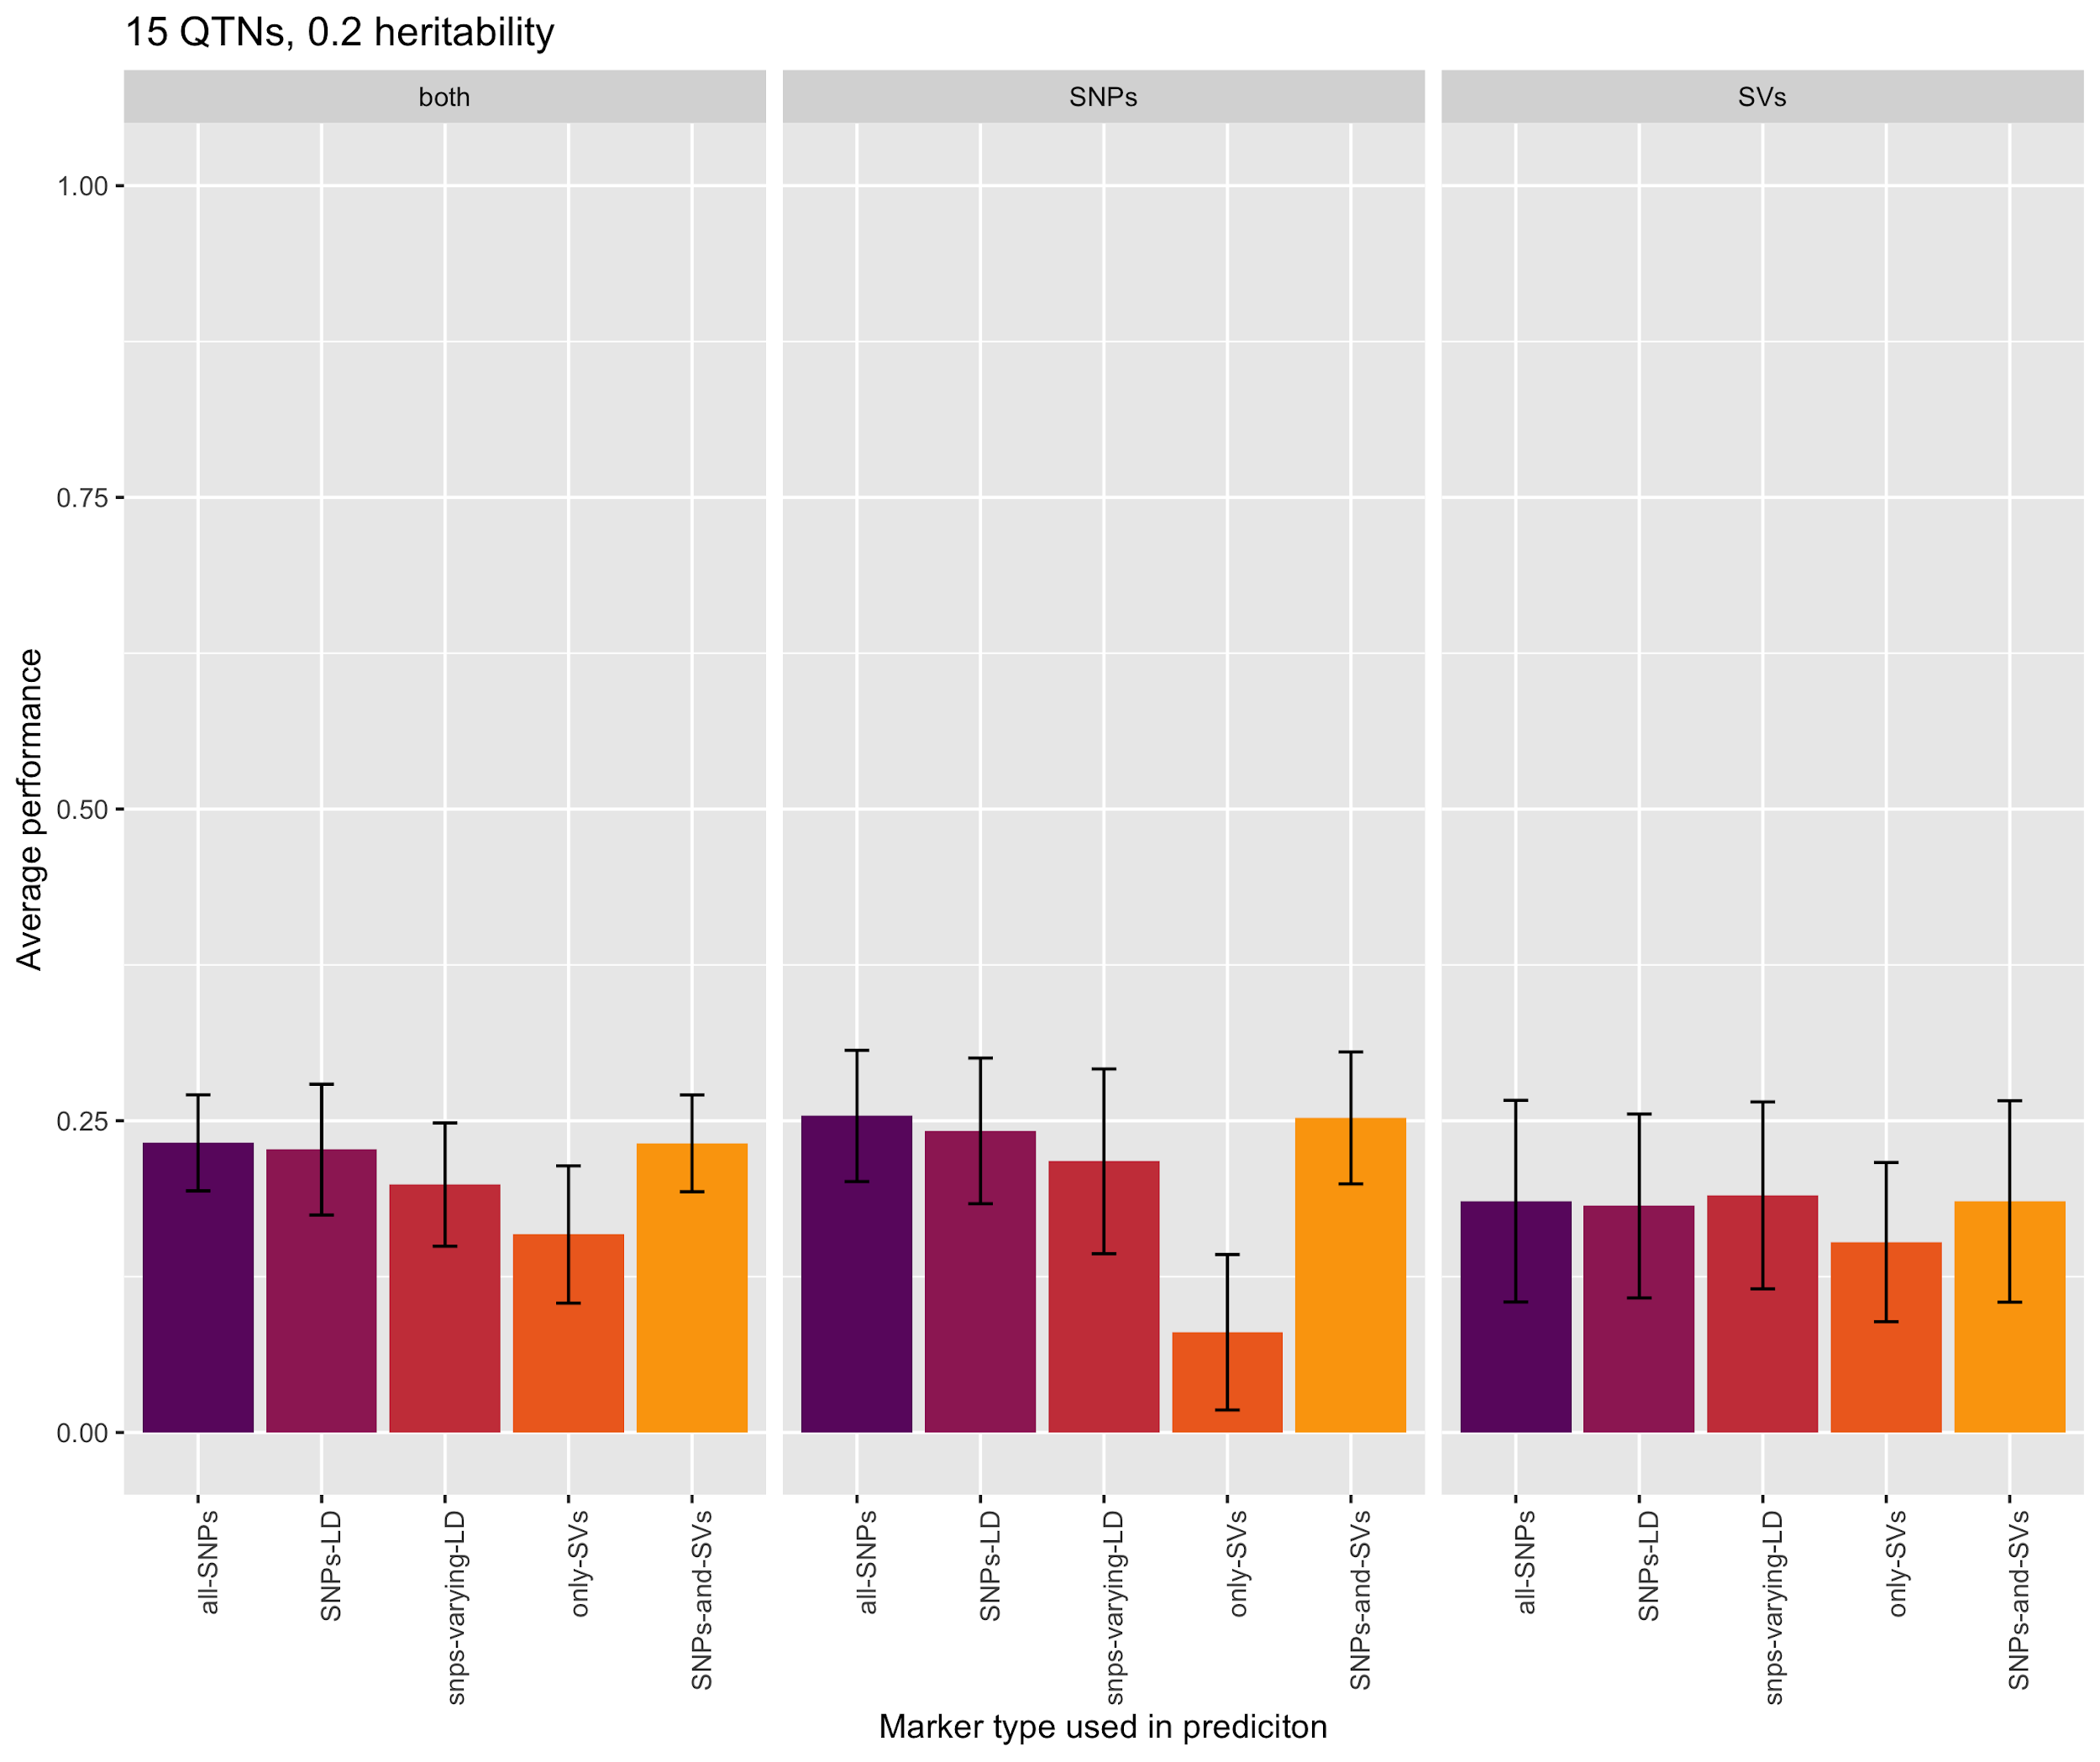 15 QTNs, 0.2 heritability
both
SNPs
SVs
1.00
0.75
0.50
0.25
0.00
Average performance
all-SNPs
SNPs-LD
snps-varying-LD
only-SVs
SNPs-and-SVs
all-SNPs
SNPs-LD
snps-varying-LD
only-SVs
SNPs-and-SVs
all-SNPs
SNPs-LD
snps-varying-LD
only-SVs
SNPs-and-SVs
Marker type used in prediciton